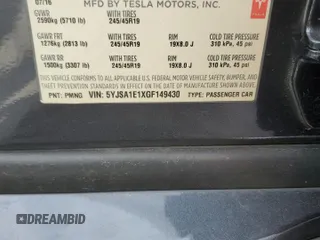 07/16 MFD BY TESLA MOTORS, INC.
GVWR WITH TIRES
2590kg (5710 lb) 245/45R19
GAWR FRT WITH TIRES RIM COLD TIRE PRESSURE
1276kg (2813 lb) 245/45R19 19X8.0 J 310 kPa, 45 psi
GAWR RR WITH TIRES RIM COLD TIRE PRESSURE
1500kg (3307 lb) 245/45R19 19X8.0 J 310 kPa, 45 psi
THIS VEHICLE CONFORMS TO ALL APPLICABLE FEDERAL MOTOR VEHICLE SAFETY, BUMPER, AND
THEFT PREVENTION STANDARDS IN EFFECT ON THE DATE OF MANUFACTURE SHOWN ABOVE.
PNT: PMNG VIN: 5YJSA1E1XGF149430 TYPE: PASSENGER CAR
DREAMBID